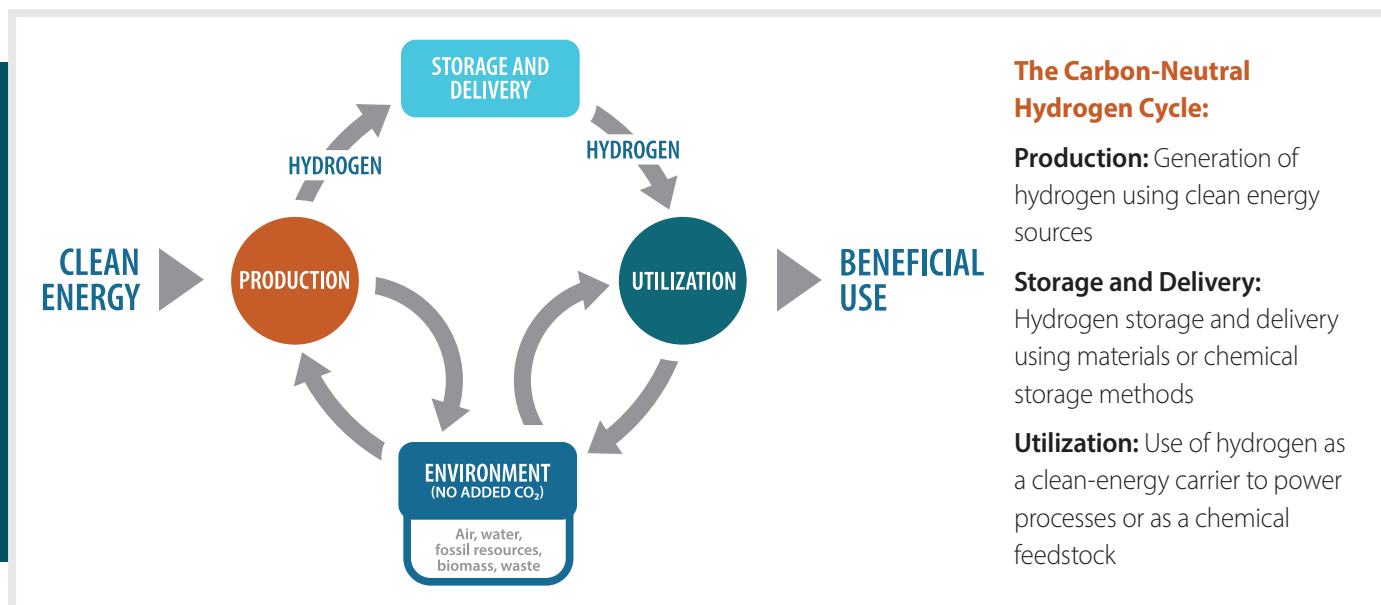 STORAGE AND
DELIVERY
HYDROGEN
HYDROGEN
CLEAN
ENERGY
PRODUCTION
UTILIZATION
BENEFICIAL
USE
ENVIRONMENT
(NO ADDED CO₂)
Air, water,
fossil resources,
biomass, waste
The Carbon-Neutral
Hydrogen Cycle:
Production: Generation of
hydrogen using clean energy
sources
Storage and Delivery:
Hydrogen storage and delivery
using materials or chemical
storage methods
Utilization: Use of hydrogen as
a clean-energy carrier to power
processes or as a chemical
feedstock